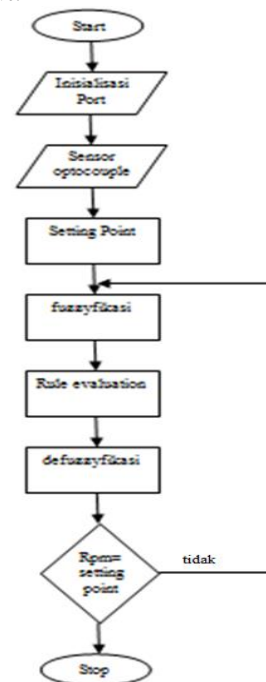 Start
Inisialisasi
Port
Sensor
optocouple
Setting Point
fuzzyfikasi
Rule evaluation
defuzzyfikasi
Rpm=
setting
point
tidak
Stop